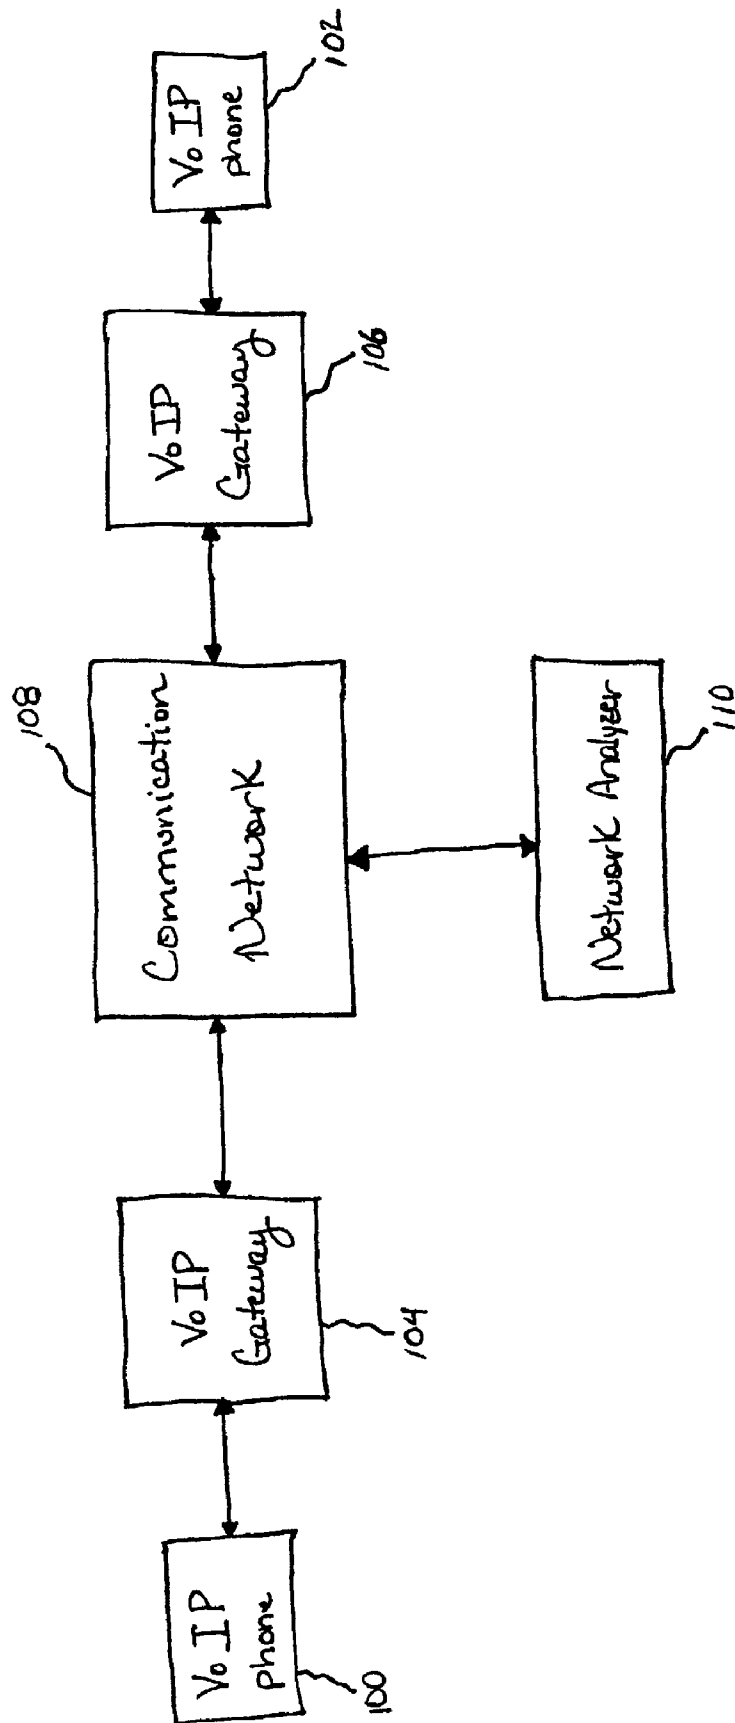 VoIP
phone
100
VoIP
Gateway
104
108
Communication
Network
VoIP
Gateway
106
VoIP
phone
102
Network Analyzer
110